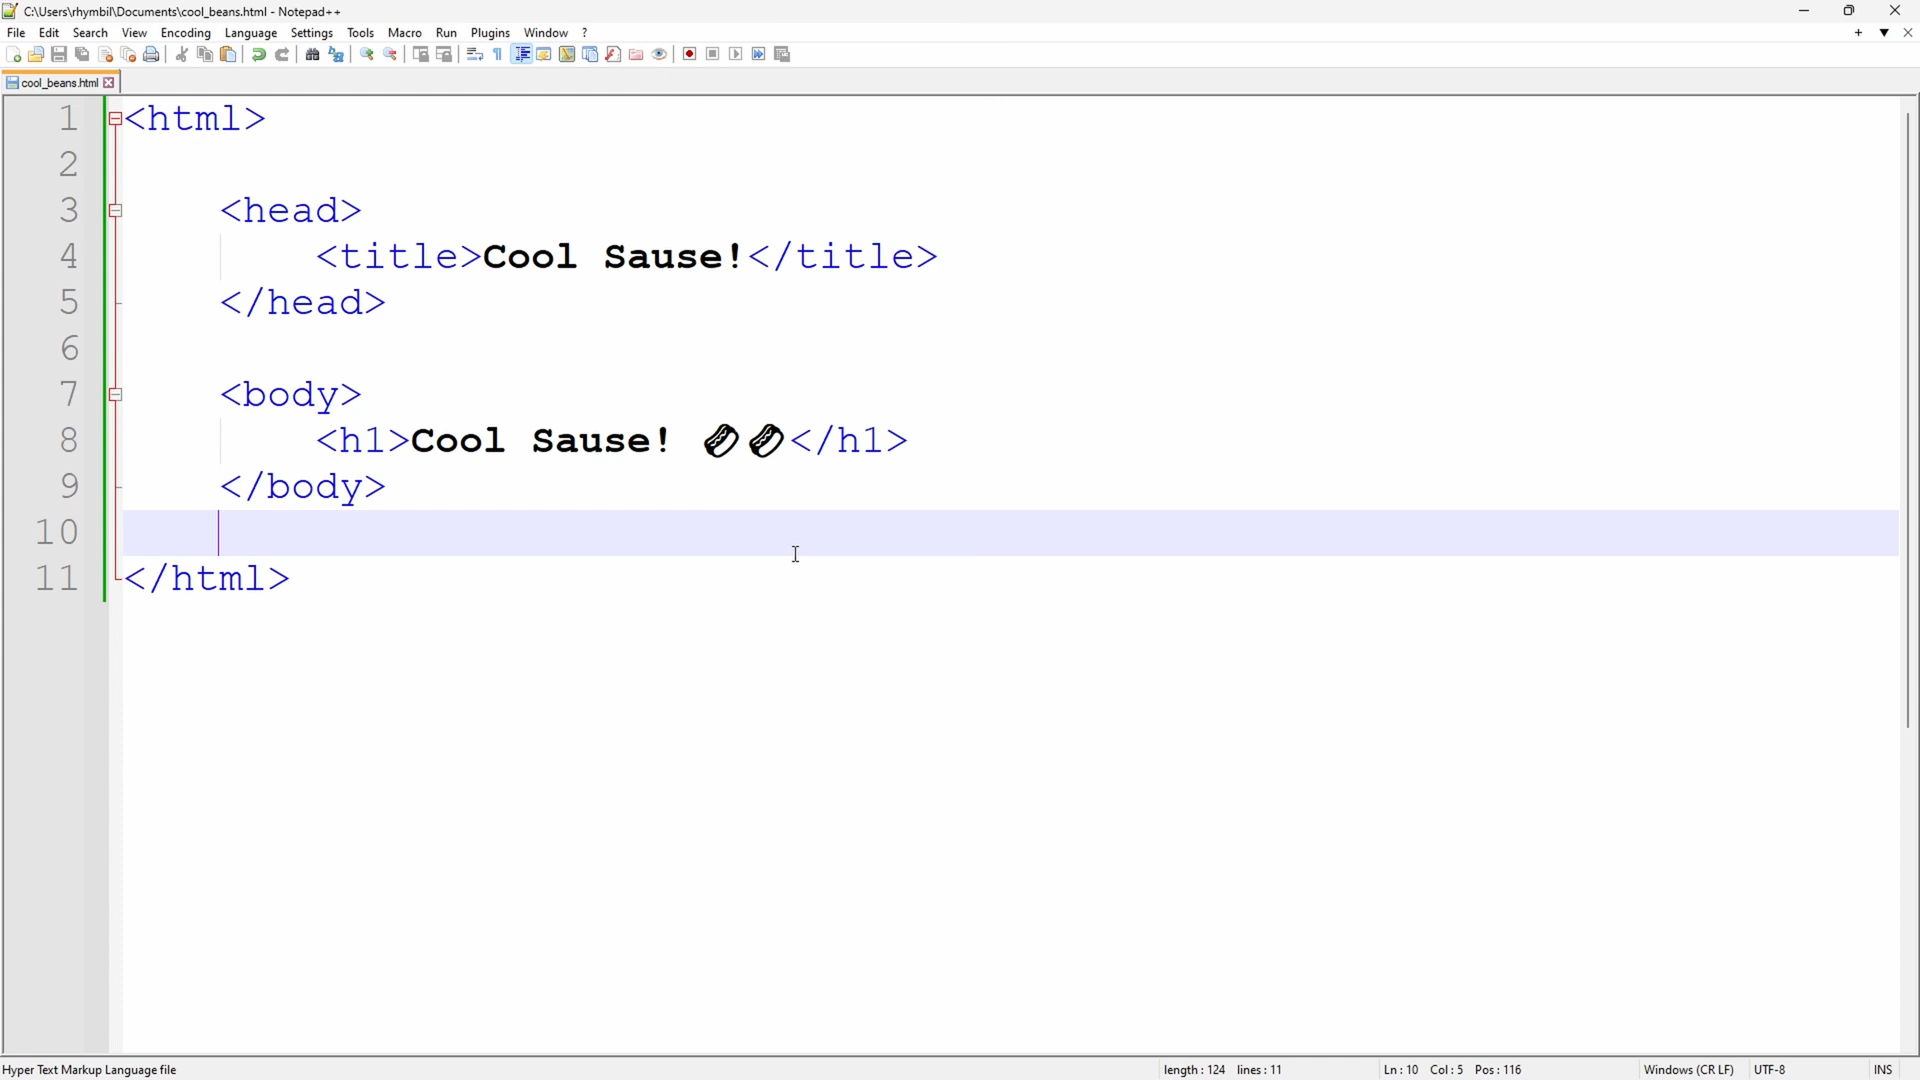 C:\Users\rhymbil\Documents\cool_beans.html - Notepad++
File Edit Search View Encoding Language Settings Tools Macro Run Plugins Window ?
cool_beans.html
1 <html>
2
3 <head>
4 <title>Cool Sause!</title>
5 </head>
6
7 <body>
8 <h1>Cool Sause! 🌭🌭</h1>
9 </body>
10
11 </html>
Hyper Text Markup Language file length : 124 lines : 11 Ln : 10 Col : 5 Pos : 116 Windows (CR LF) UTF-8 INS